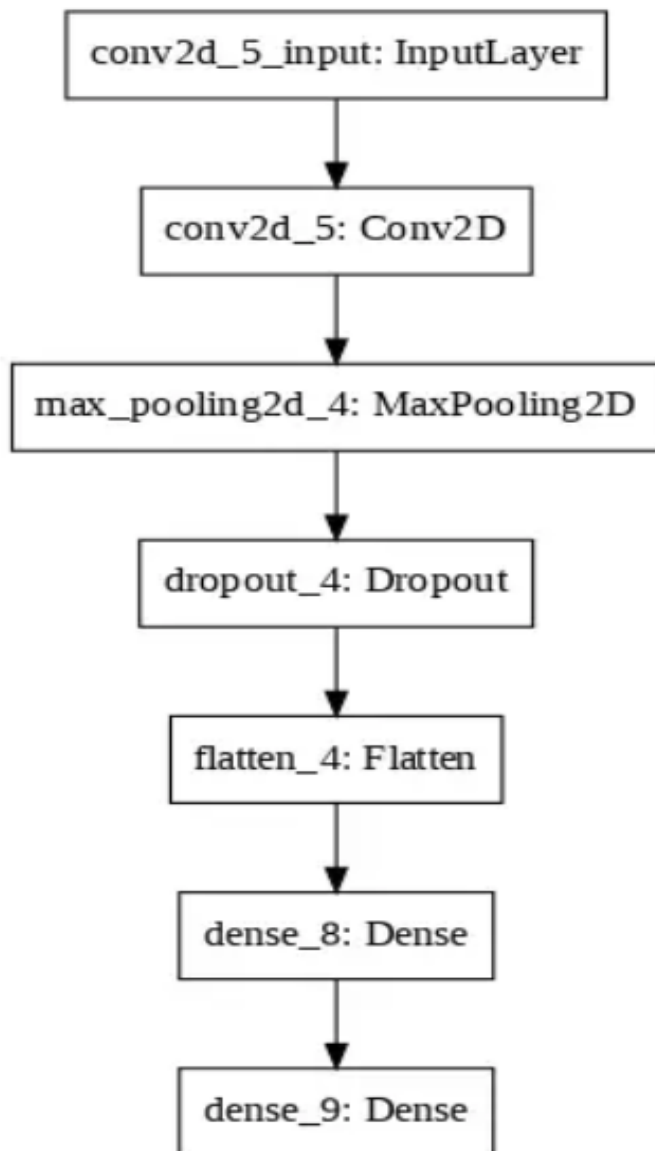 conv2d_5_input: InputLayer
conv2d_5: Conv2D
max_pooling2d_4: MaxPooling2D
dropout_4: Dropout
flatten_4: Flatten
dense_8: Dense
dense_9: Dense